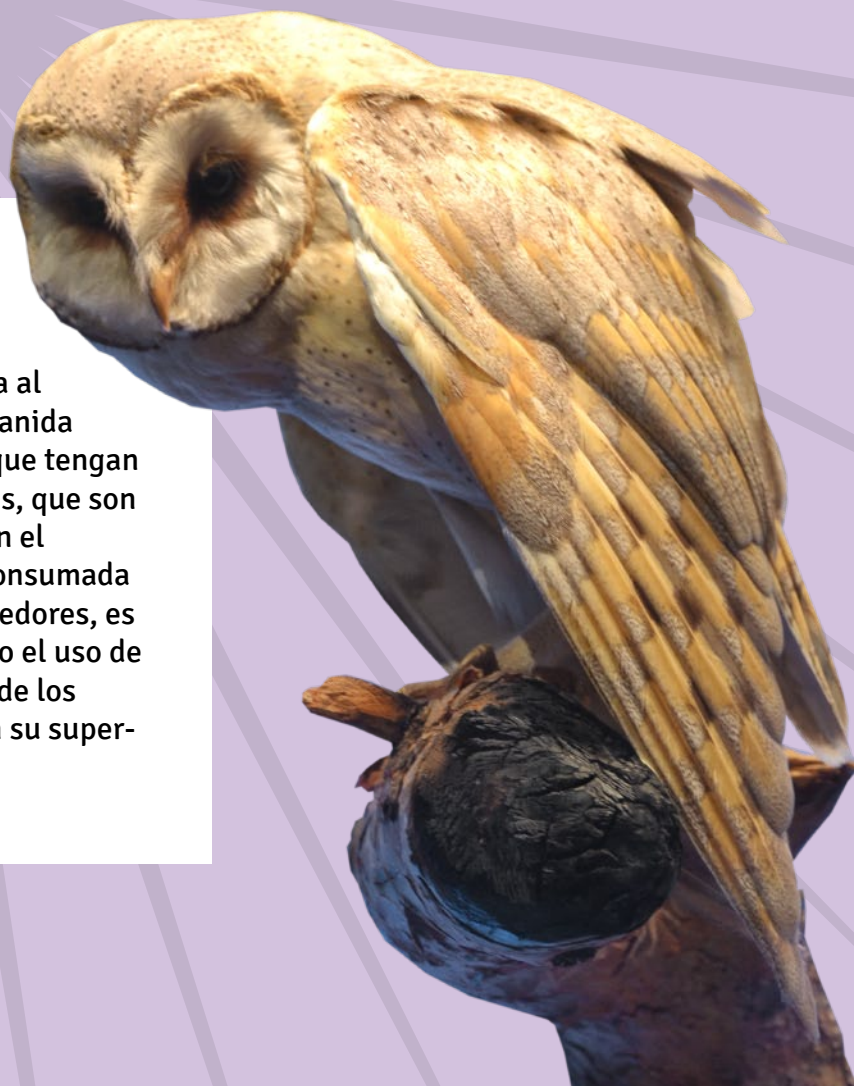 a al
anida
que tengan
s, que son
n el
onsumada
edores, es
o el uso de
de los
a su super-